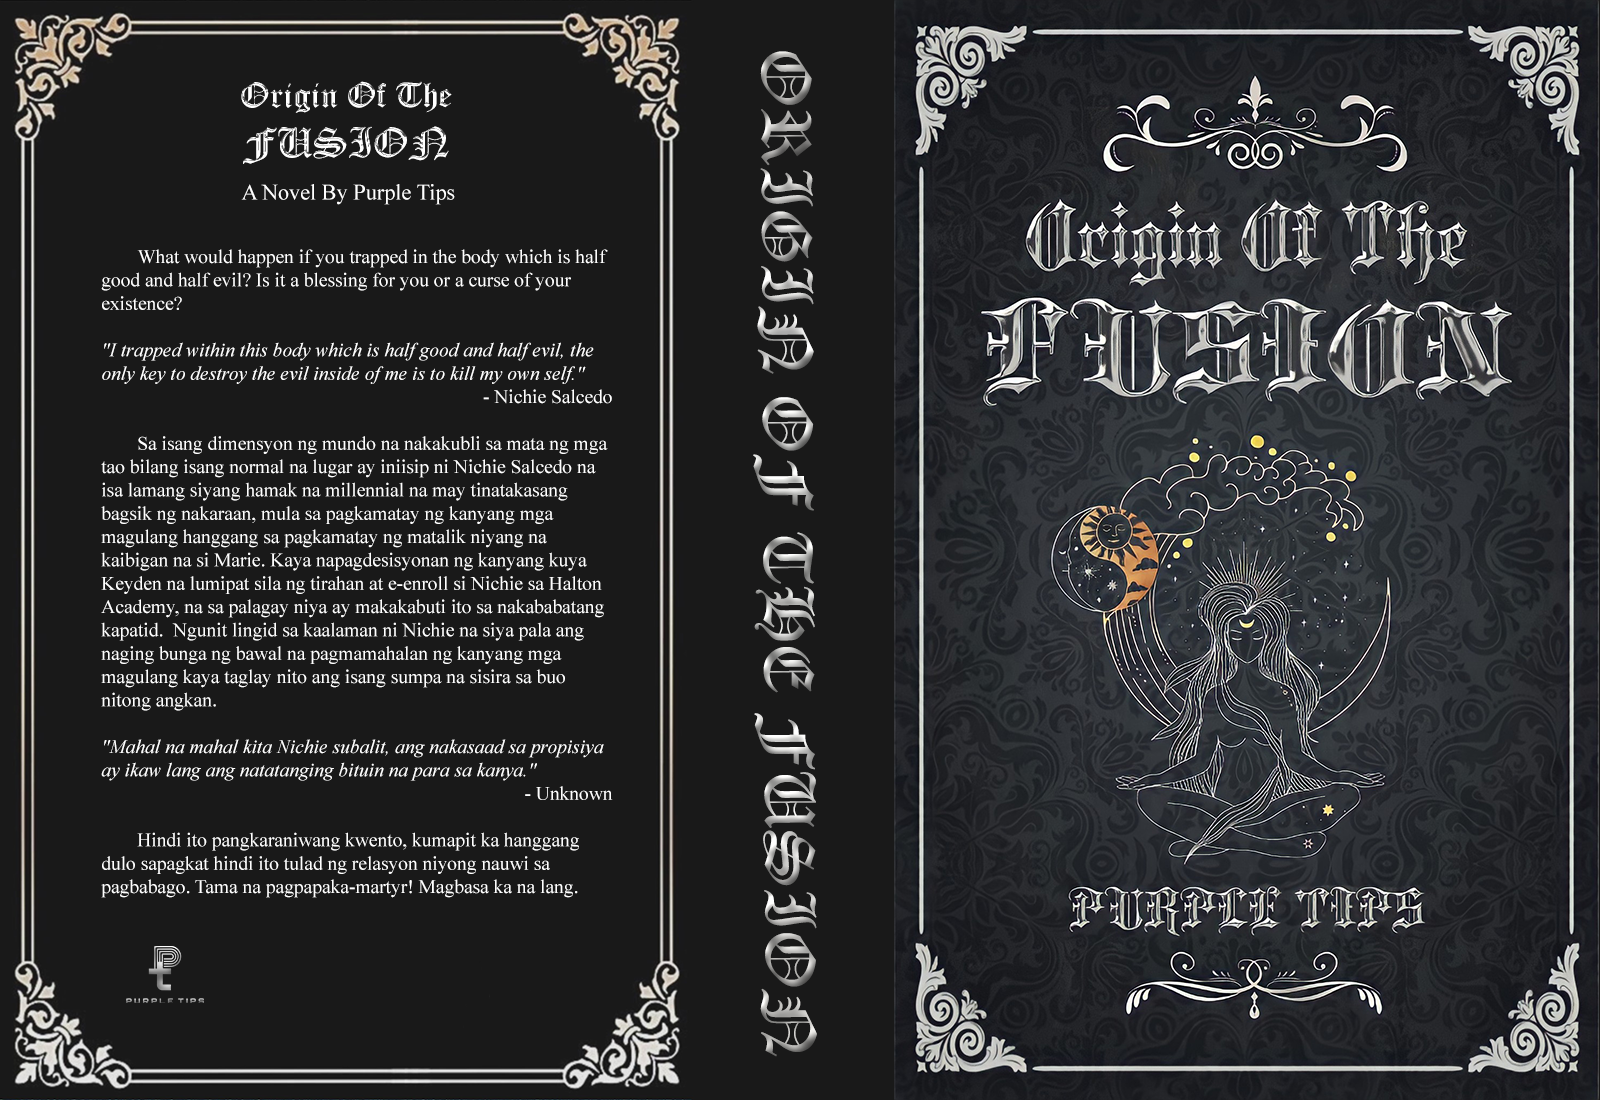 Origin Of The
FUSION
A Novel By Purple Tips
What would happen if you trapped in the body which is half
good and half evil? Is it a blessing for you or a curse of your
existence?
"I trapped within this body which is half good and half evil, the
only key to destroy the evil inside of me is to kill my own self."
- Nichie Salcedo
Sa isang dimensyon ng mundo na nakakubli sa mata ng mga
tao bilang isang normal na lugar ay iniisip ni Nichie Salcedo na
isa lamang siyang hamak na millennial na may tinatakasang
bagsik ng nakaraan, mula sa pagkamatay ng kanyang mga
magulang hanggang sa pagkamatay ng matalik niyang na
kaibigan na si Marie. Kaya napagdesisyonan ng kanyang kuya
Keyden na lumipat sila ng tirahan at e-enroll si Nichie sa Halton
Academy, na sa palagay niya ay makakabuti ito sa nakababatang
kapatid.  Ngunit lingid sa kaalaman ni Nichie na siya pala ang
naging bunga ng bawal na pagmamahalan ng kanyang mga
magulang kaya taglay nito ang isang sumpa na sisira sa buo
nitong angkan.
"Mahal na mahal kita Nichie subalit, ang nakasaad sa propisiya
ay ikaw lang ang natatanging bituin na para sa kanya."
- Unknown
Hindi ito pangkaraniwang kwento, kumapit ka hanggang
dulo sapagkat hindi ito tulad ng relasyon niyong nauwi sa
pagbabago. Tama na pagpapaka-martyr! Magbasa ka na lang.
Pt
PURPLE TIPS
ORIGIN OF THE FUSION
Origin Of The
FUSION
PURPLE TIPS